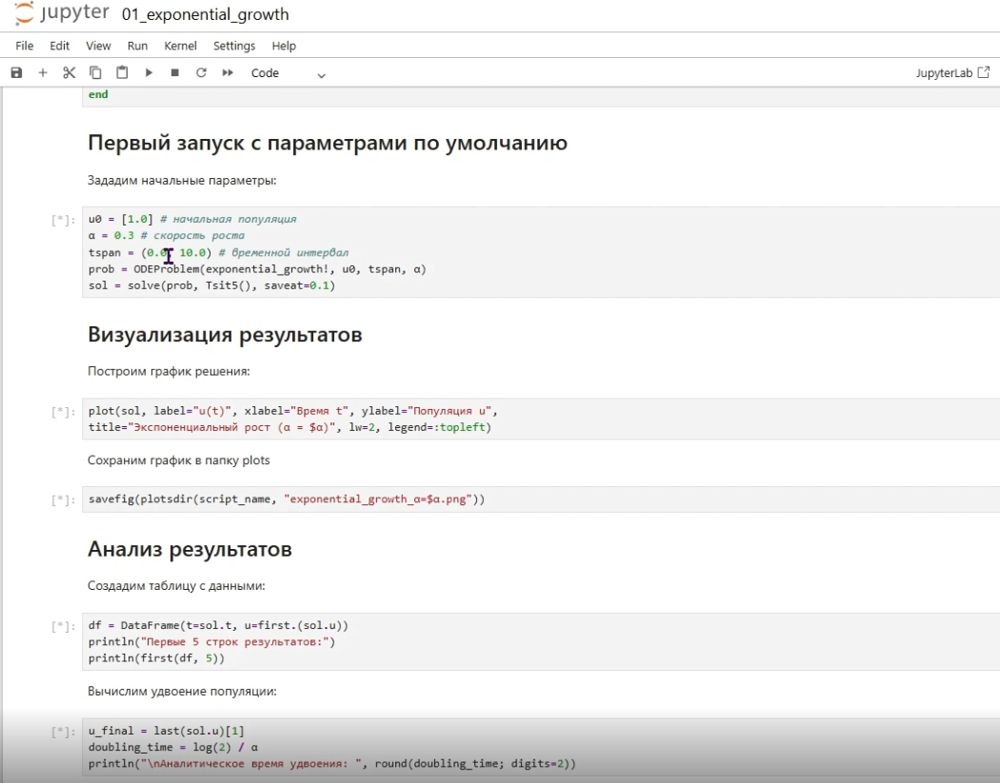 jupyter 01_exponential_growth
File Edit View Run Kernel Settings Help
Code JupyterLab
end
Первый запуск с параметрами по умолчанию
Зададим начальные параметры:
[*]: u0 = [1.0] # начальная популяция
α = 0.3 # скорость роста
tspan = (0.0, 10.0) # временной интервал
prob = ODEProblem(exponential_growth!, u0, tspan, α)
sol = solve(prob, Tsit5(), saveat=0.1)
Визуализация результатов
Построим график решения:
[*]: plot(sol, label="u(t)", xlabel="Время t", ylabel="Популяция u",
title="Экспоненциальный рост (α = $α)", lw=2, legend=:topleft)
Сохраним график в папку plots
[*]: savefig(plotsdir(script_name, "exponential_growth_α=$α.png"))
Анализ результатов
Создадим таблицу с данными:
[*]: df = DataFrame(t=sol.t, u=first.(sol.u))
println("Первые 5 строк результатов:")
println(first(df, 5))
Вычислим удвоение популяции:
[*]: u_final = last(sol.u)[1]
doubling_time = log(2) / α
println("\nАналитическое время удвоения: ", round(doubling_time; digits=2))